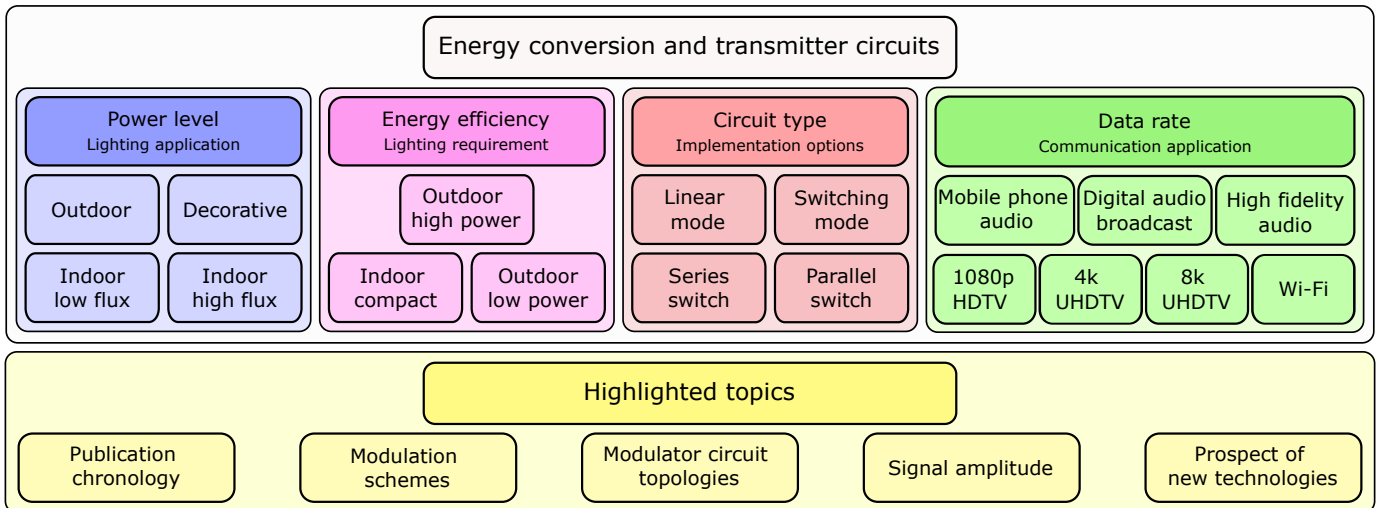 Energy conversion and transmitter circuits
Power level
Lighting application
Outdoor
Decorative
Indoor
low flux
Indoor
high flux
Energy efficiency
Lighting requirement
Outdoor
high power
Indoor
compact
Outdoor
low power
Circuit type
Implementation options
Linear
mode
Switching
mode
Series
switch
Parallel
switch
Data rate
Communication application
Mobile phone
audio
Digital audio
broadcast
High fidelity
audio
1080p
HDTV
4k
UHDTV
8k
UHDTV
Wi-Fi
Highlighted topics
Publication
chronology
Modulation
schemes
Modulator circuit
topologies
Signal amplitude
Prospect of
new technologies